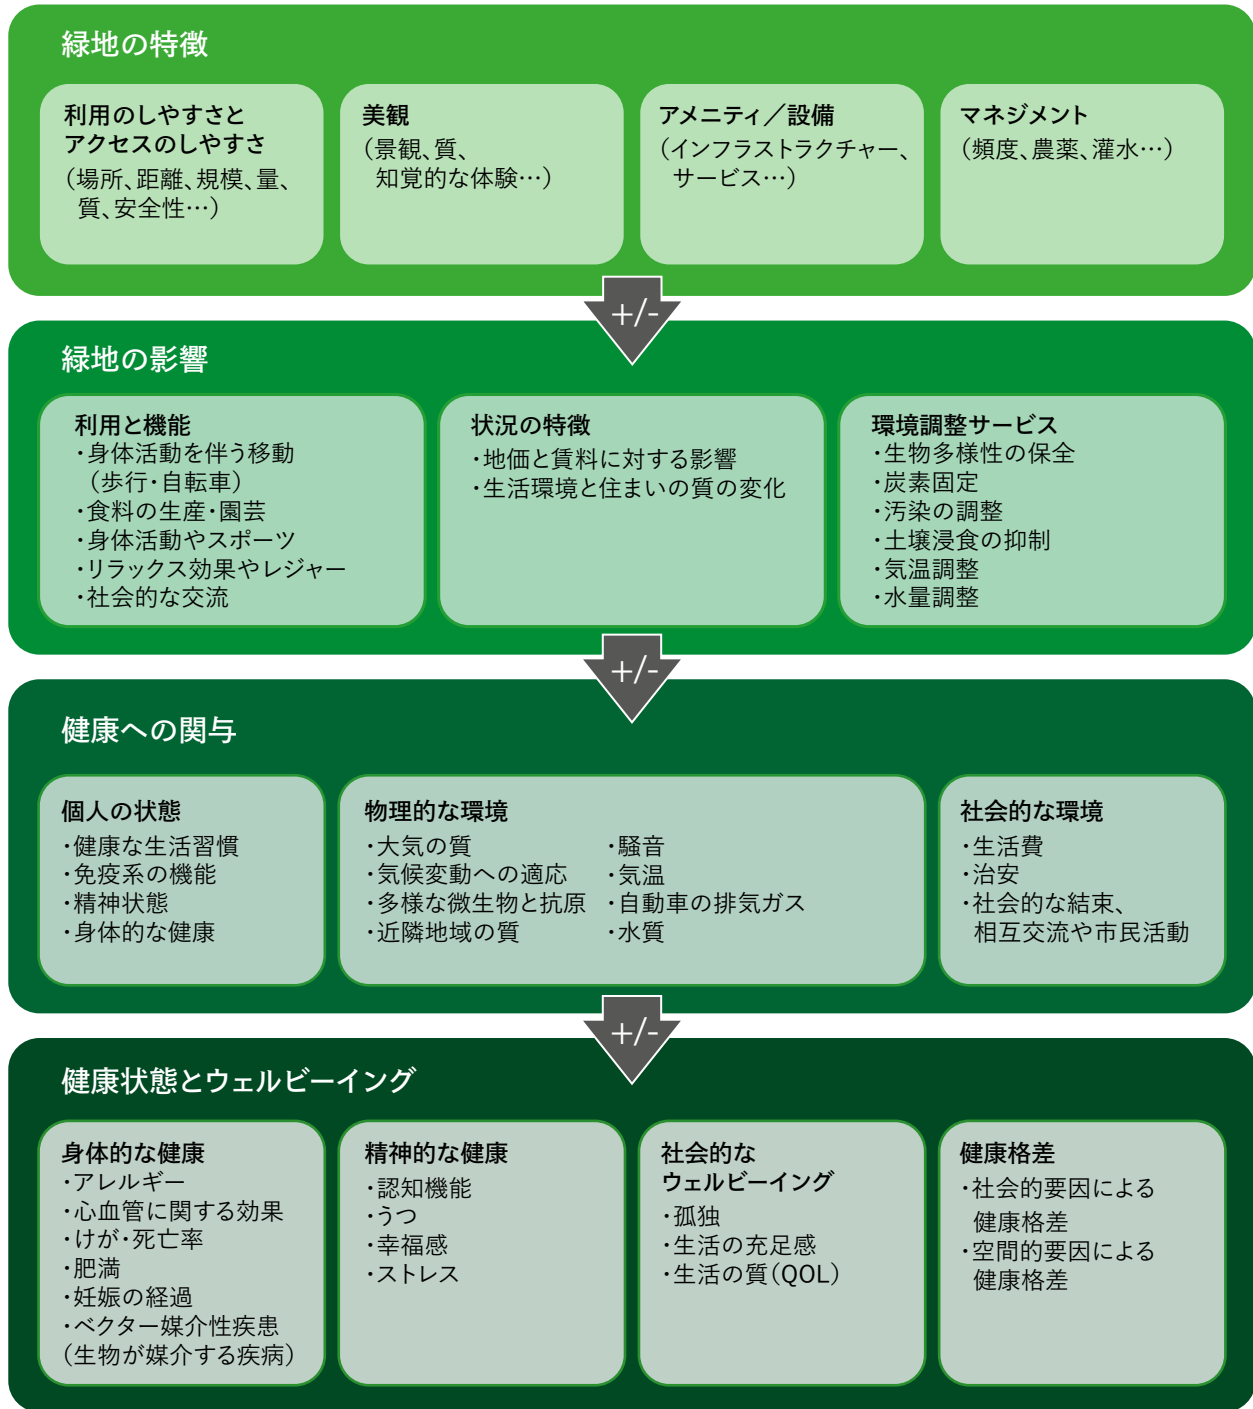 緑地の特徴
利用のしやすさと
アクセスのしやすさ
（場所、距離、規模、量、
質、安全性…）
美観
（景観、質、
知覚的な体験…）
アメニティ／設備
（インフラストラクチャー、
サービス…）
マネジメント
（頻度、農薬、灌水…）
+/-
緑地の影響
利用と機能
・身体活動を伴う移動
（歩行・自転車）
・食料の生産・園芸
・身体活動やスポーツ
・リラックス効果やレジャー
・社会的な交流
状況の特徴
・地価と賃料に対する影響
・生活環境と住まいの質の変化
環境調整サービス
・生物多様性の保全
・炭素固定
・汚染の調整
・土壌浸食の抑制
・気温調整
・水量調整
+/-
健康への関与
個人の状態
・健康な生活習慣
・免疫系の機能
・精神状態
・身体的な健康
物理的な環境
・大気の質
・気候変動への適応
・多様な微生物と抗原
・近隣地域の質
・騒音
・気温
・自動車の排気ガス
・水質
社会的な環境
・生活費
・治安
・社会的な結束、
相互交流や市民活動
+/-
健康状態とウェルビーイング
身体的な健康
・アレルギー
・心血管に関する効果
・けが・死亡率
・肥満
・妊娠の経過
・ベクター媒介性疾患
（生物が媒介する疾病）
精神的な健康
・認知機能
・うつ
・幸福感
・ストレス
社会的な
ウェルビーイング
・孤独
・生活の充足感
・生活の質（QOL）
健康格差
・社会的要因による
健康格差
・空間的要因による
健康格差